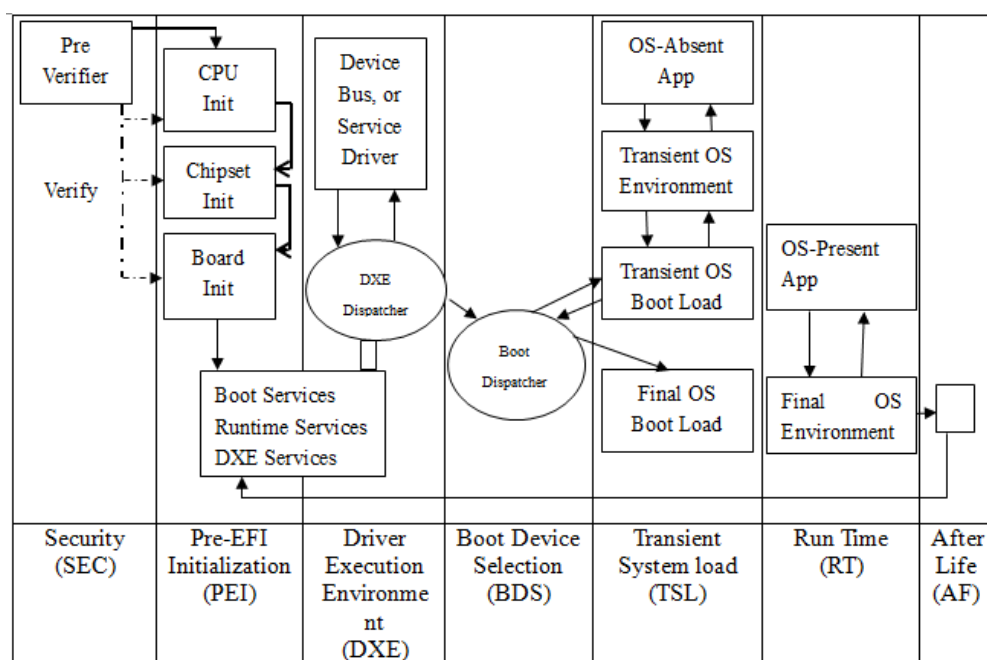 Pre
Verifier
Verify
CPU
Init
Chipset
Init
Board
Init
Boot Services
Runtime Services
DXE Services
Device
Bus, or
Service
Driver
DXE
Dispatcher
Boot
Dispatcher
OS-Absent
App
Transient OS
Environment
Transient OS
Boot Load
Final OS
Boot Load
OS-Present
App
Final OS
Environment
Security
(SEC)
Pre-EFI
Initialization
(PEI)
Driver
Execution
Environme
nt
(DXE)
Boot Device
Selection
(BDS)
Transient
System load
(TSL)
Run Time
(RT)
After
Life
(AF)